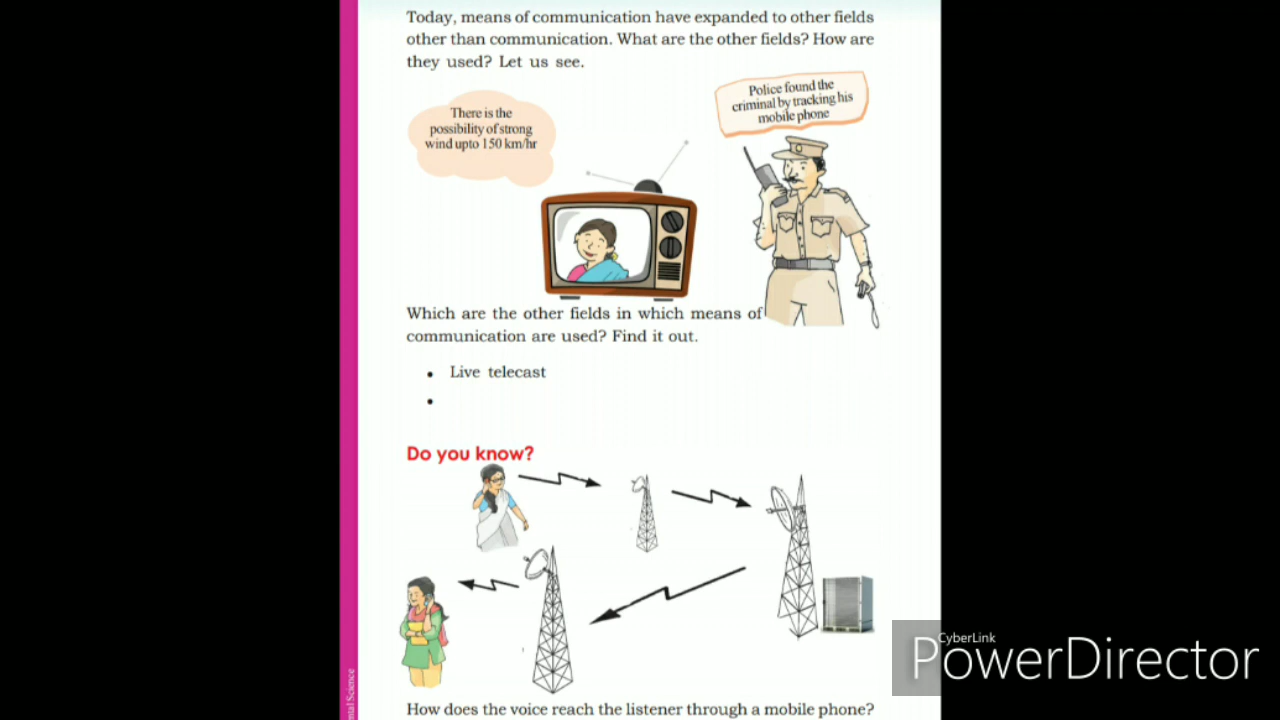 Today, means of communication have expanded to other fields
other than communication. What are the other fields? How are
they used? Let us see.
There is the
possibility of strong
wind upto 150 km/hr
Police found the
criminal by tracking his
mobile phone
Which are the other fields in which means of
communication are used? Find it out.
• Live telecast
•
Do you know?
How does the voice reach the listener through a mobile phone?
ntal Science
CyberLink
PowerDirector